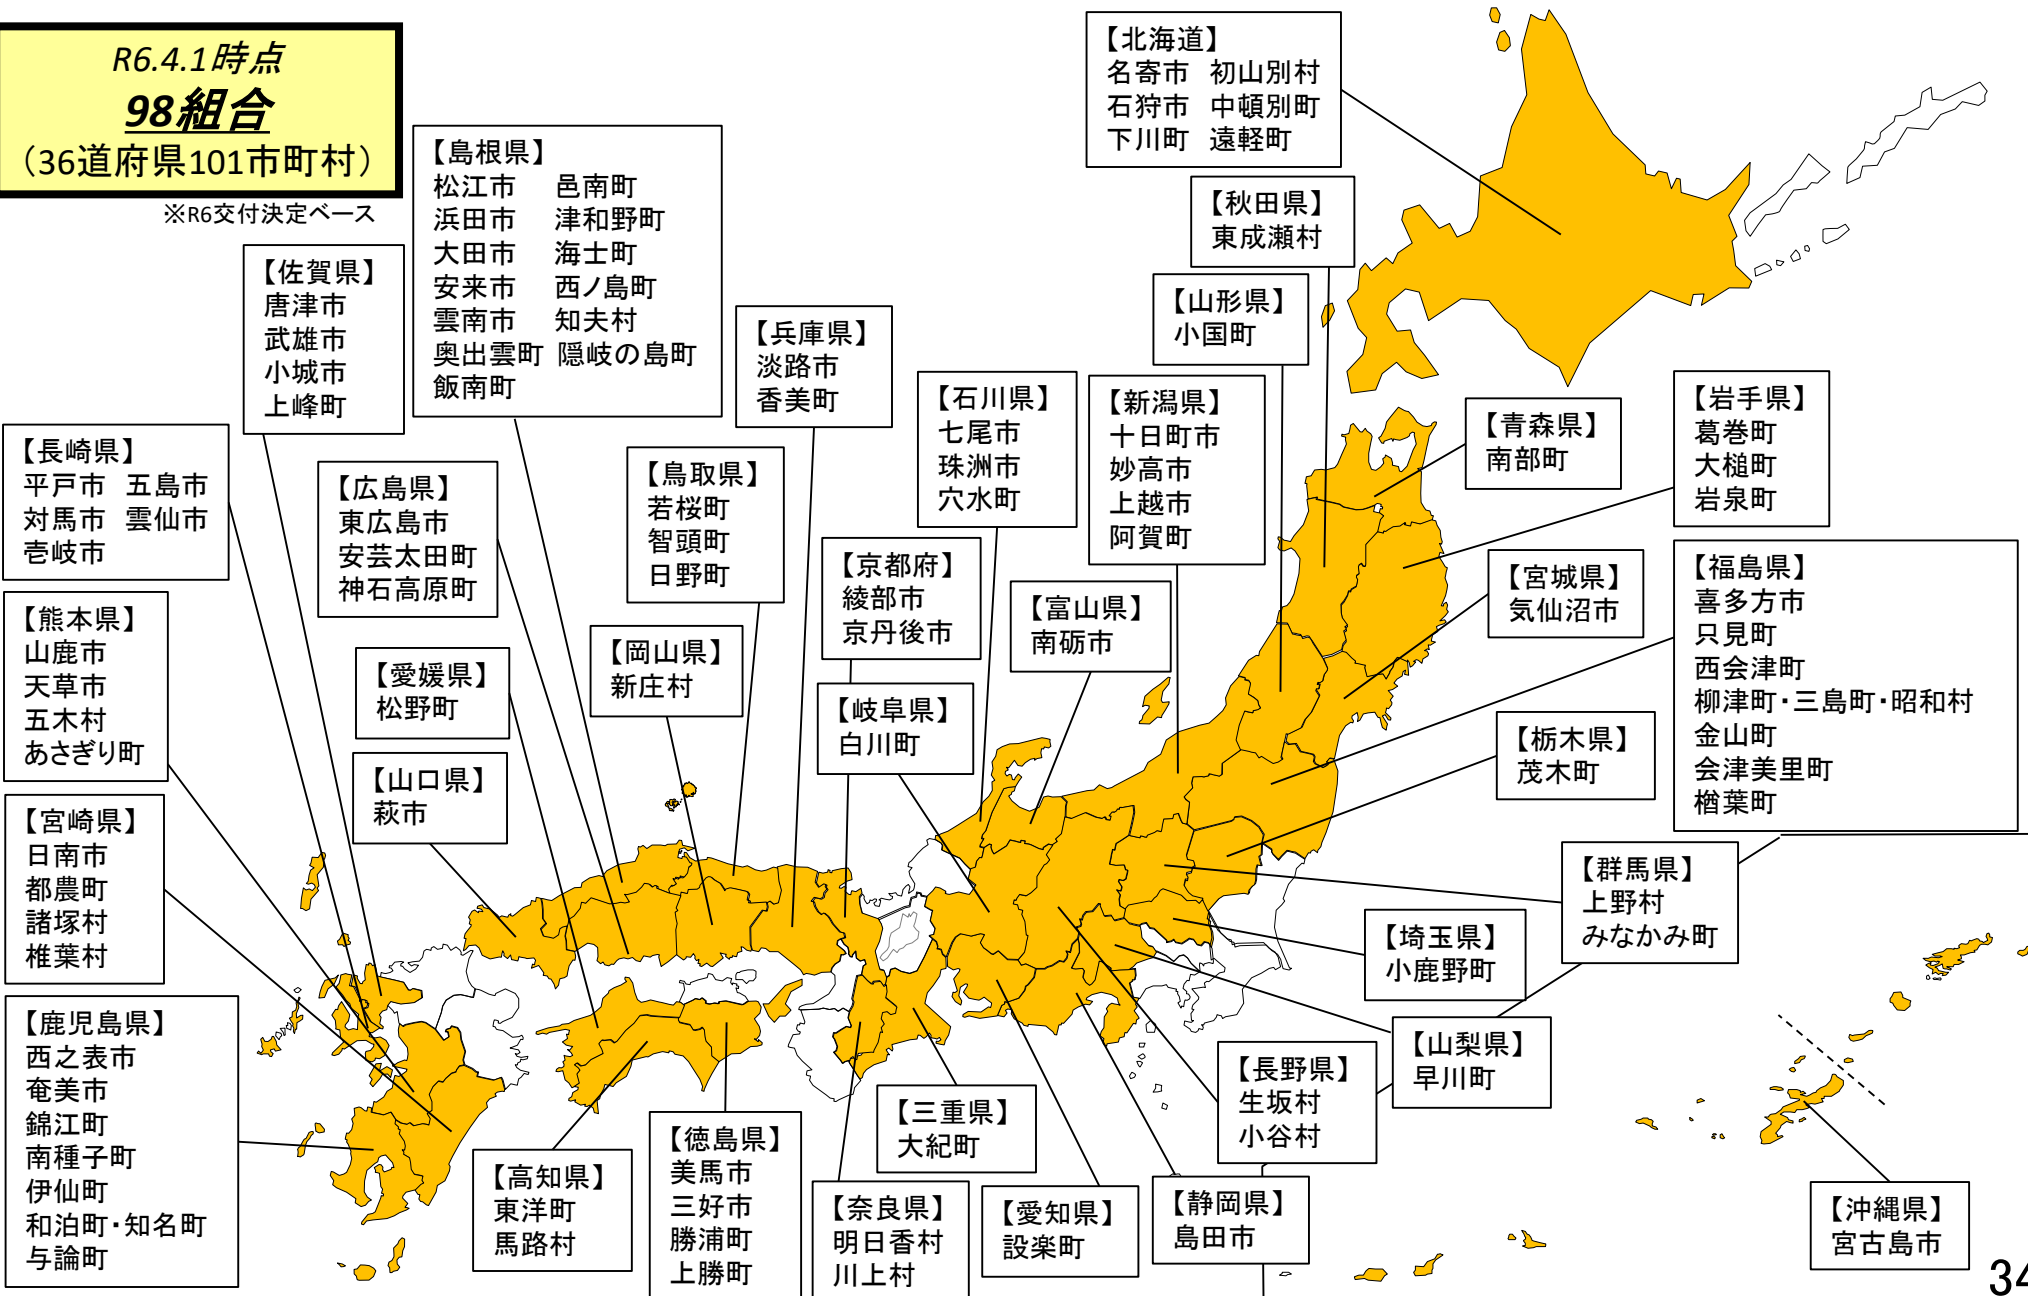 R6.4.1時点
98組合
（36道府県101市町村）
※R6交付決定ベース
【北海道】
名寄市 初山別村
石狩市 中頓別町
下川町 遠軽町
【秋田県】
東成瀬村
【山形県】
小国町
【島根県】
松江市 邑南町
浜田市 津和野町
大田市 海士町
安来市 西ノ島町
雲南市 知夫村
奥出雲町 隠岐の島町
飯南町
【佐賀県】
唐津市
武雄市
小城市
上峰町
【兵庫県】
淡路市
香美町
【石川県】
七尾市
珠洲市
穴水町
【新潟県】
十日町市
妙高市
上越市
阿賀町
【青森県】
南部町
【岩手県】
葛巻町
大槌町
岩泉町
【長崎県】
平戸市 五島市
対馬市 雲仙市
壱岐市
【広島県】
東広島市
安芸太田町
神石高原町
【鳥取県】
若桜町
智頭町
日野町
【京都府】
綾部市
京丹後市
【富山県】
南砺市
【宮城県】
気仙沼市
【福島県】
喜多方市
只見町
西会津町
柳津町・三島町・昭和村
金山町
会津美里町
楢葉町
【熊本県】
山鹿市
天草市
五木村
あさぎり町
【愛媛県】
松野町
【岡山県】
新庄村
【岐阜県】
白川町
【栃木県】
茂木町
【山口県】
萩市
【宮崎県】
日南市
都農町
諸塚村
椎葉村
【群馬県】
上野村
みなかみ町
【埼玉県】
小鹿野町
【鹿児島県】
西之表市
奄美市
錦江町
南種子町
伊仙町
和泊町・知名町
与論町
【山梨県】
早川町
【長野県】
生坂村
小谷村
【三重県】
大紀町
【高知県】
東洋町
馬路村
【徳島県】
美馬市
三好市
勝浦町
上勝町
【奈良県】
明日香村
川上村
【愛知県】
設楽町
【静岡県】
島田市
【沖縄県】
宮古島市
34